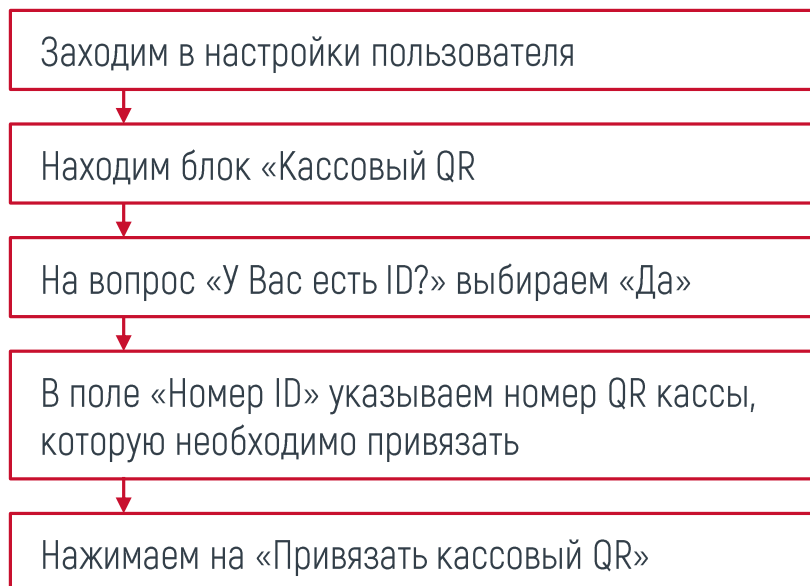 Заходим в настройки пользователя
Находим блок «Кассовый QR
На вопрос «У Вас есть ID?» выбираем «Да»
В поле «Номер ID» указываем номер QR кассы,
которую необходимо привязать
Нажимаем на «Привязать кассовый QR»